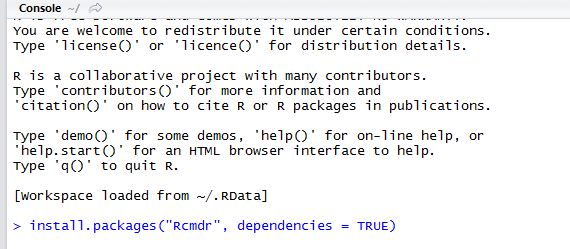 Console ~/
You are welcome to redistribute it under certain conditions.
Type 'license()' or 'licence()' for distribution details.
R is a collaborative project with many contributors.
Type 'contributors()' for more information and
'citation()' on how to cite R or R packages in publications.
Type 'demo()' for some demos, 'help()' for on-line help, or
'help.start()' for an HTML browser interface to help.
Type 'q()' to quit R.
[Workspace loaded from ~/.RData]
> install.packages("Rcmdr", dependencies = TRUE)